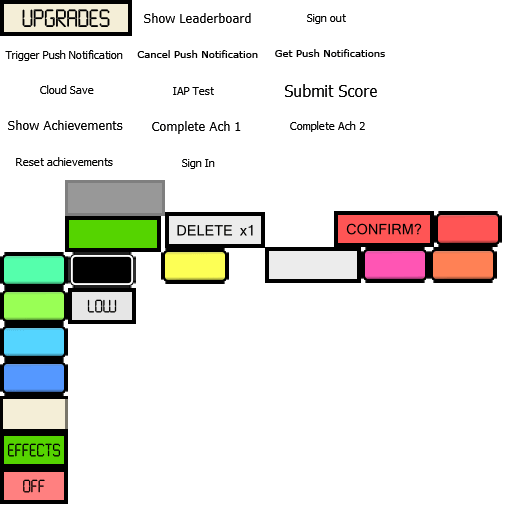 UPGRADES
Show Leaderboard
Sign out
Trigger Push Notification
Cancel Push Notification
Get Push Notifications
Cloud Save
IAP Test
Submit Score
Show Achievements
Complete Ach 1
Complete Ach 2
Reset achievements
Sign In
DELETE x1
CONFIRM?
LOW
EFFECTS
OFF